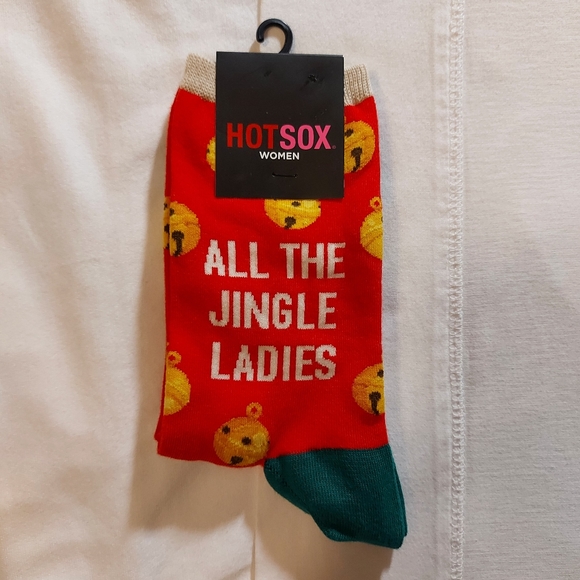 HOTSOX
WOMEN
ALL THE
JINGLE
LADIES